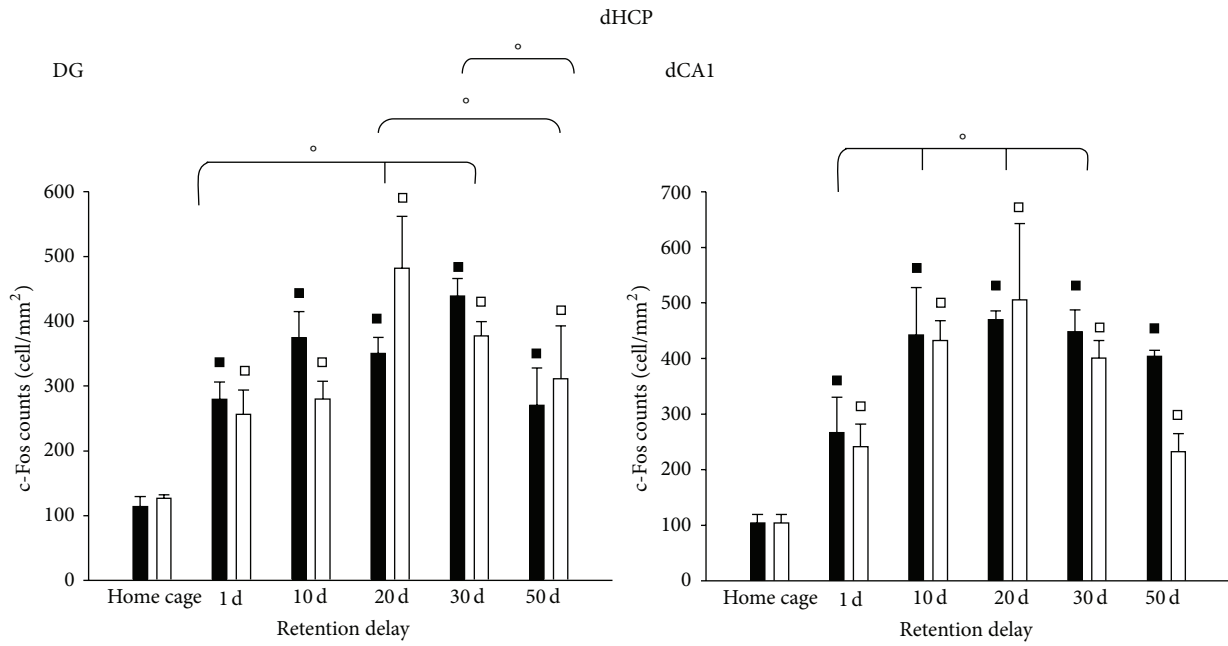 dHCP
DG
600
500
400
300
200
100
0
c-Fos counts (cell/mm²)
Home cage 1 d 10 d 20 d 30 d 50 d
Retention delay
dCA1
700
600
500
400
300
200
100
0
c-Fos counts (cell/mm²)
Home cage 1 d 10 d 20 d 30 d 50 d
Retention delay